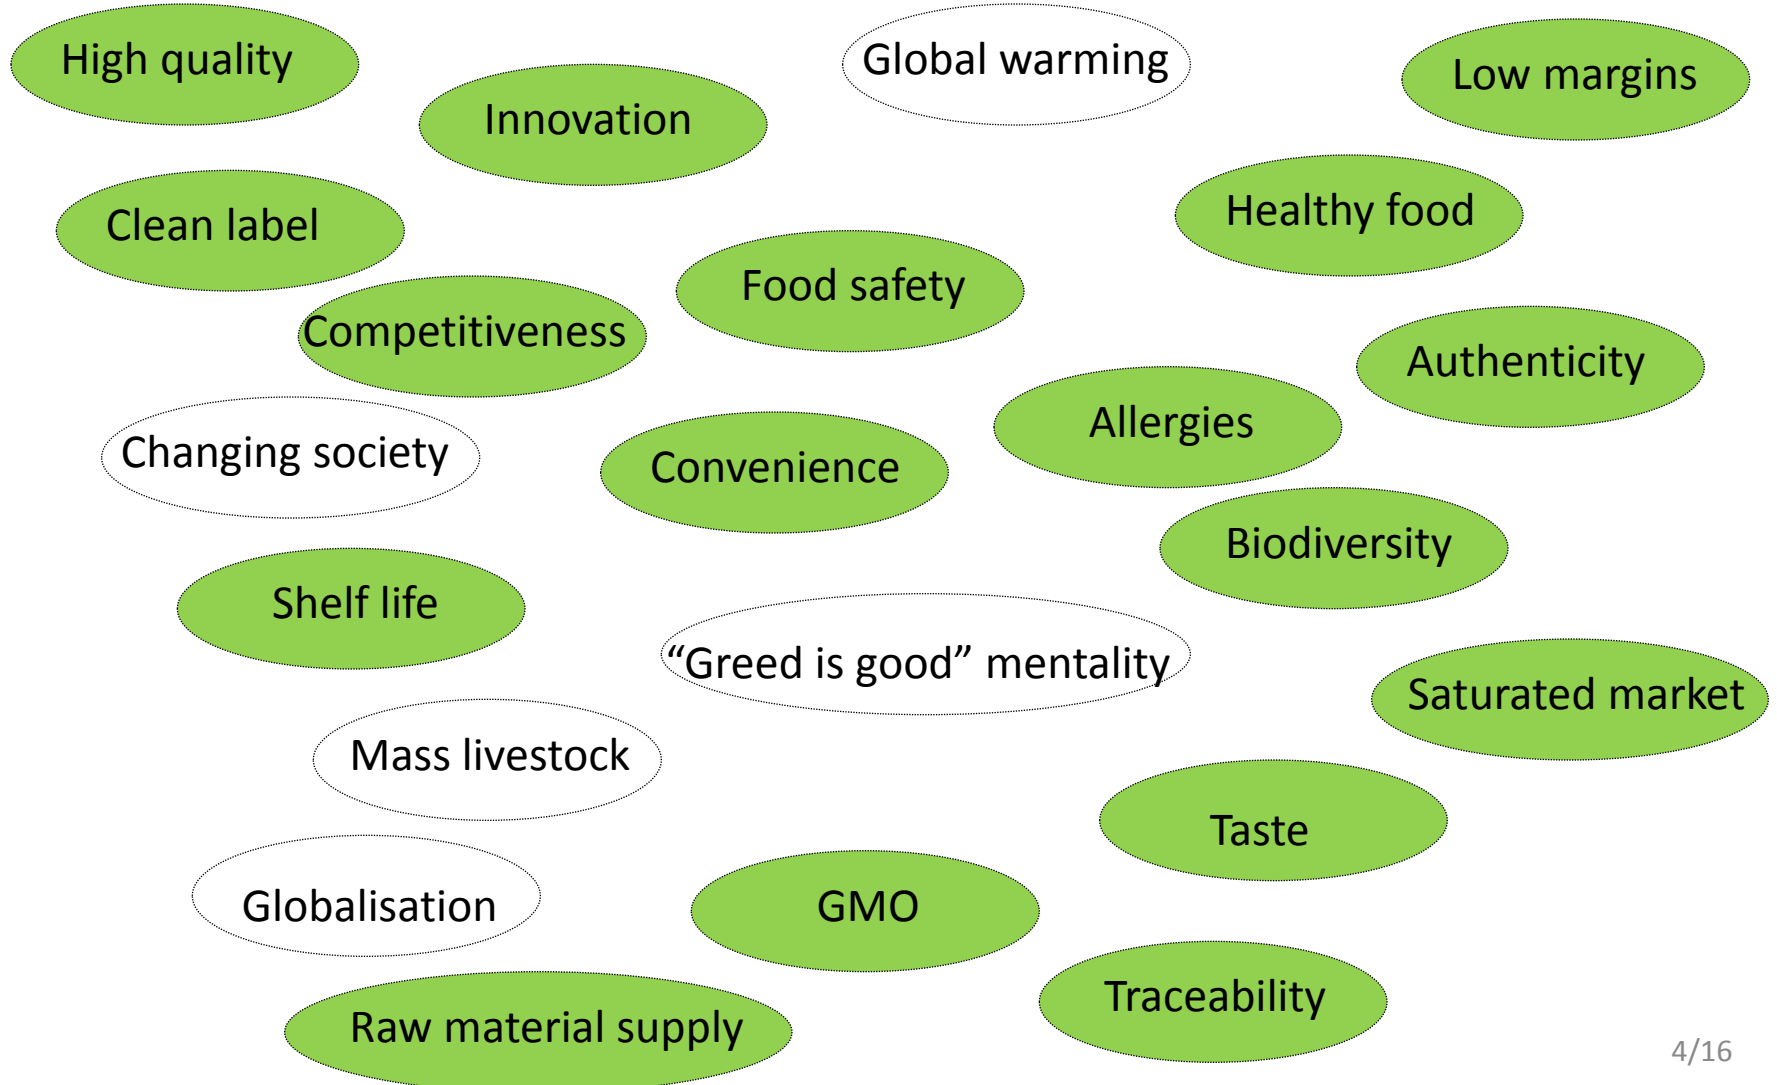 High quality
Global warming
Low margins
Innovation
Clean label
Healthy food
Food safety
Competitiveness
Authenticity
Allergies
Changing society
Convenience
Biodiversity
Shelf life
“Greed is good” mentality
Saturated market
Mass livestock
Taste
Globalisation
GMO
Traceability
Raw material supply
4/16